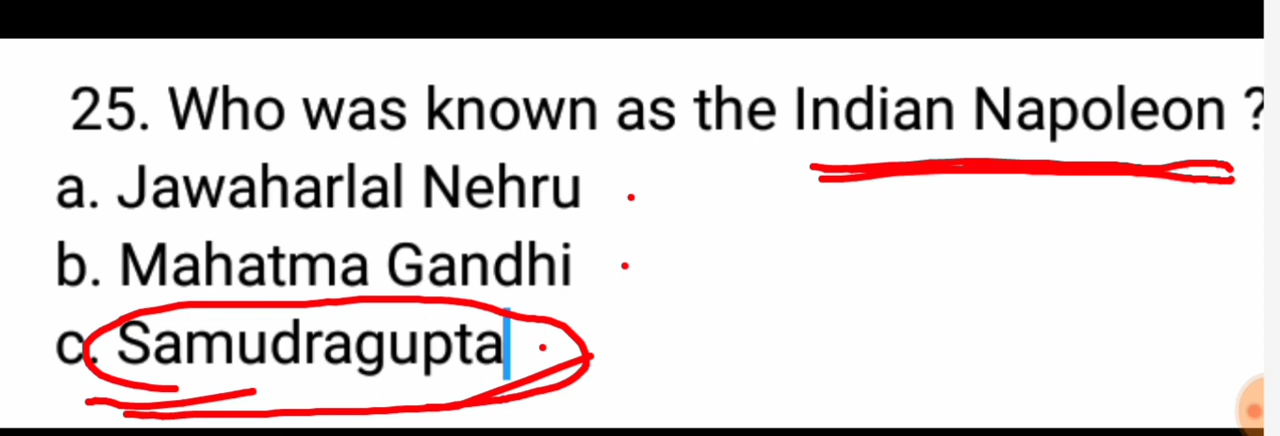 25. Who was known as the Indian Napoleon ?
a. Jawaharlal Nehru
b. Mahatma Gandhi
c. Samudragupta